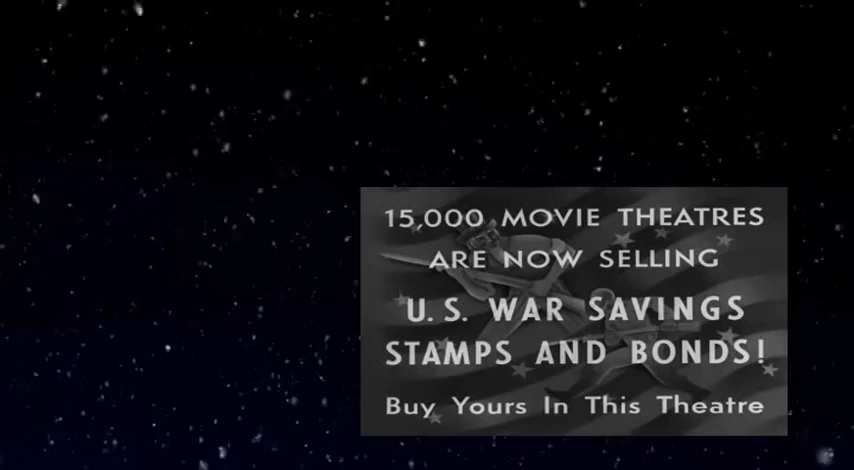 15,000 MOVIE THEATRES
ARE NOW SELLING
U.S. WAR SAVINGS
STAMPS AND BONDS!
Buy Yours In This Theatre